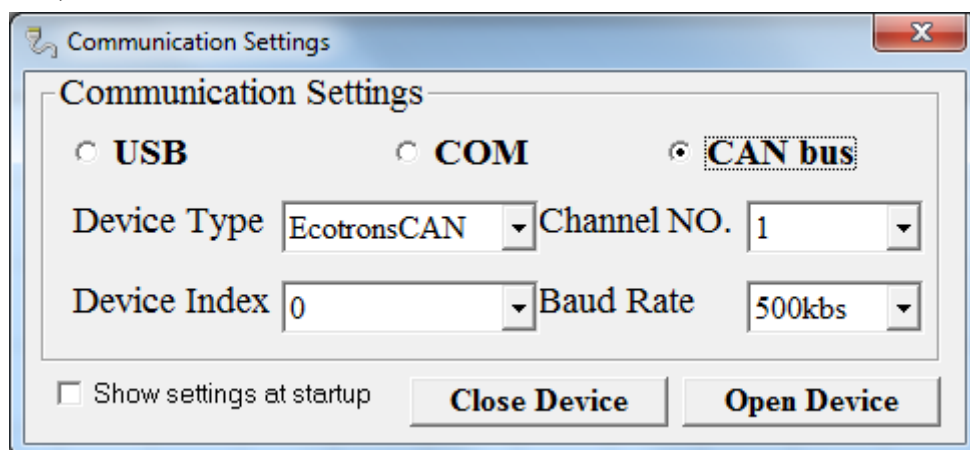 Communication Settings
Communication Settings
USB COM CAN bus
Device Type EcotronsCAN Channel NO. 1
Device Index 0 Baud Rate 500kbs
Show settings at startup Close Device Open Device